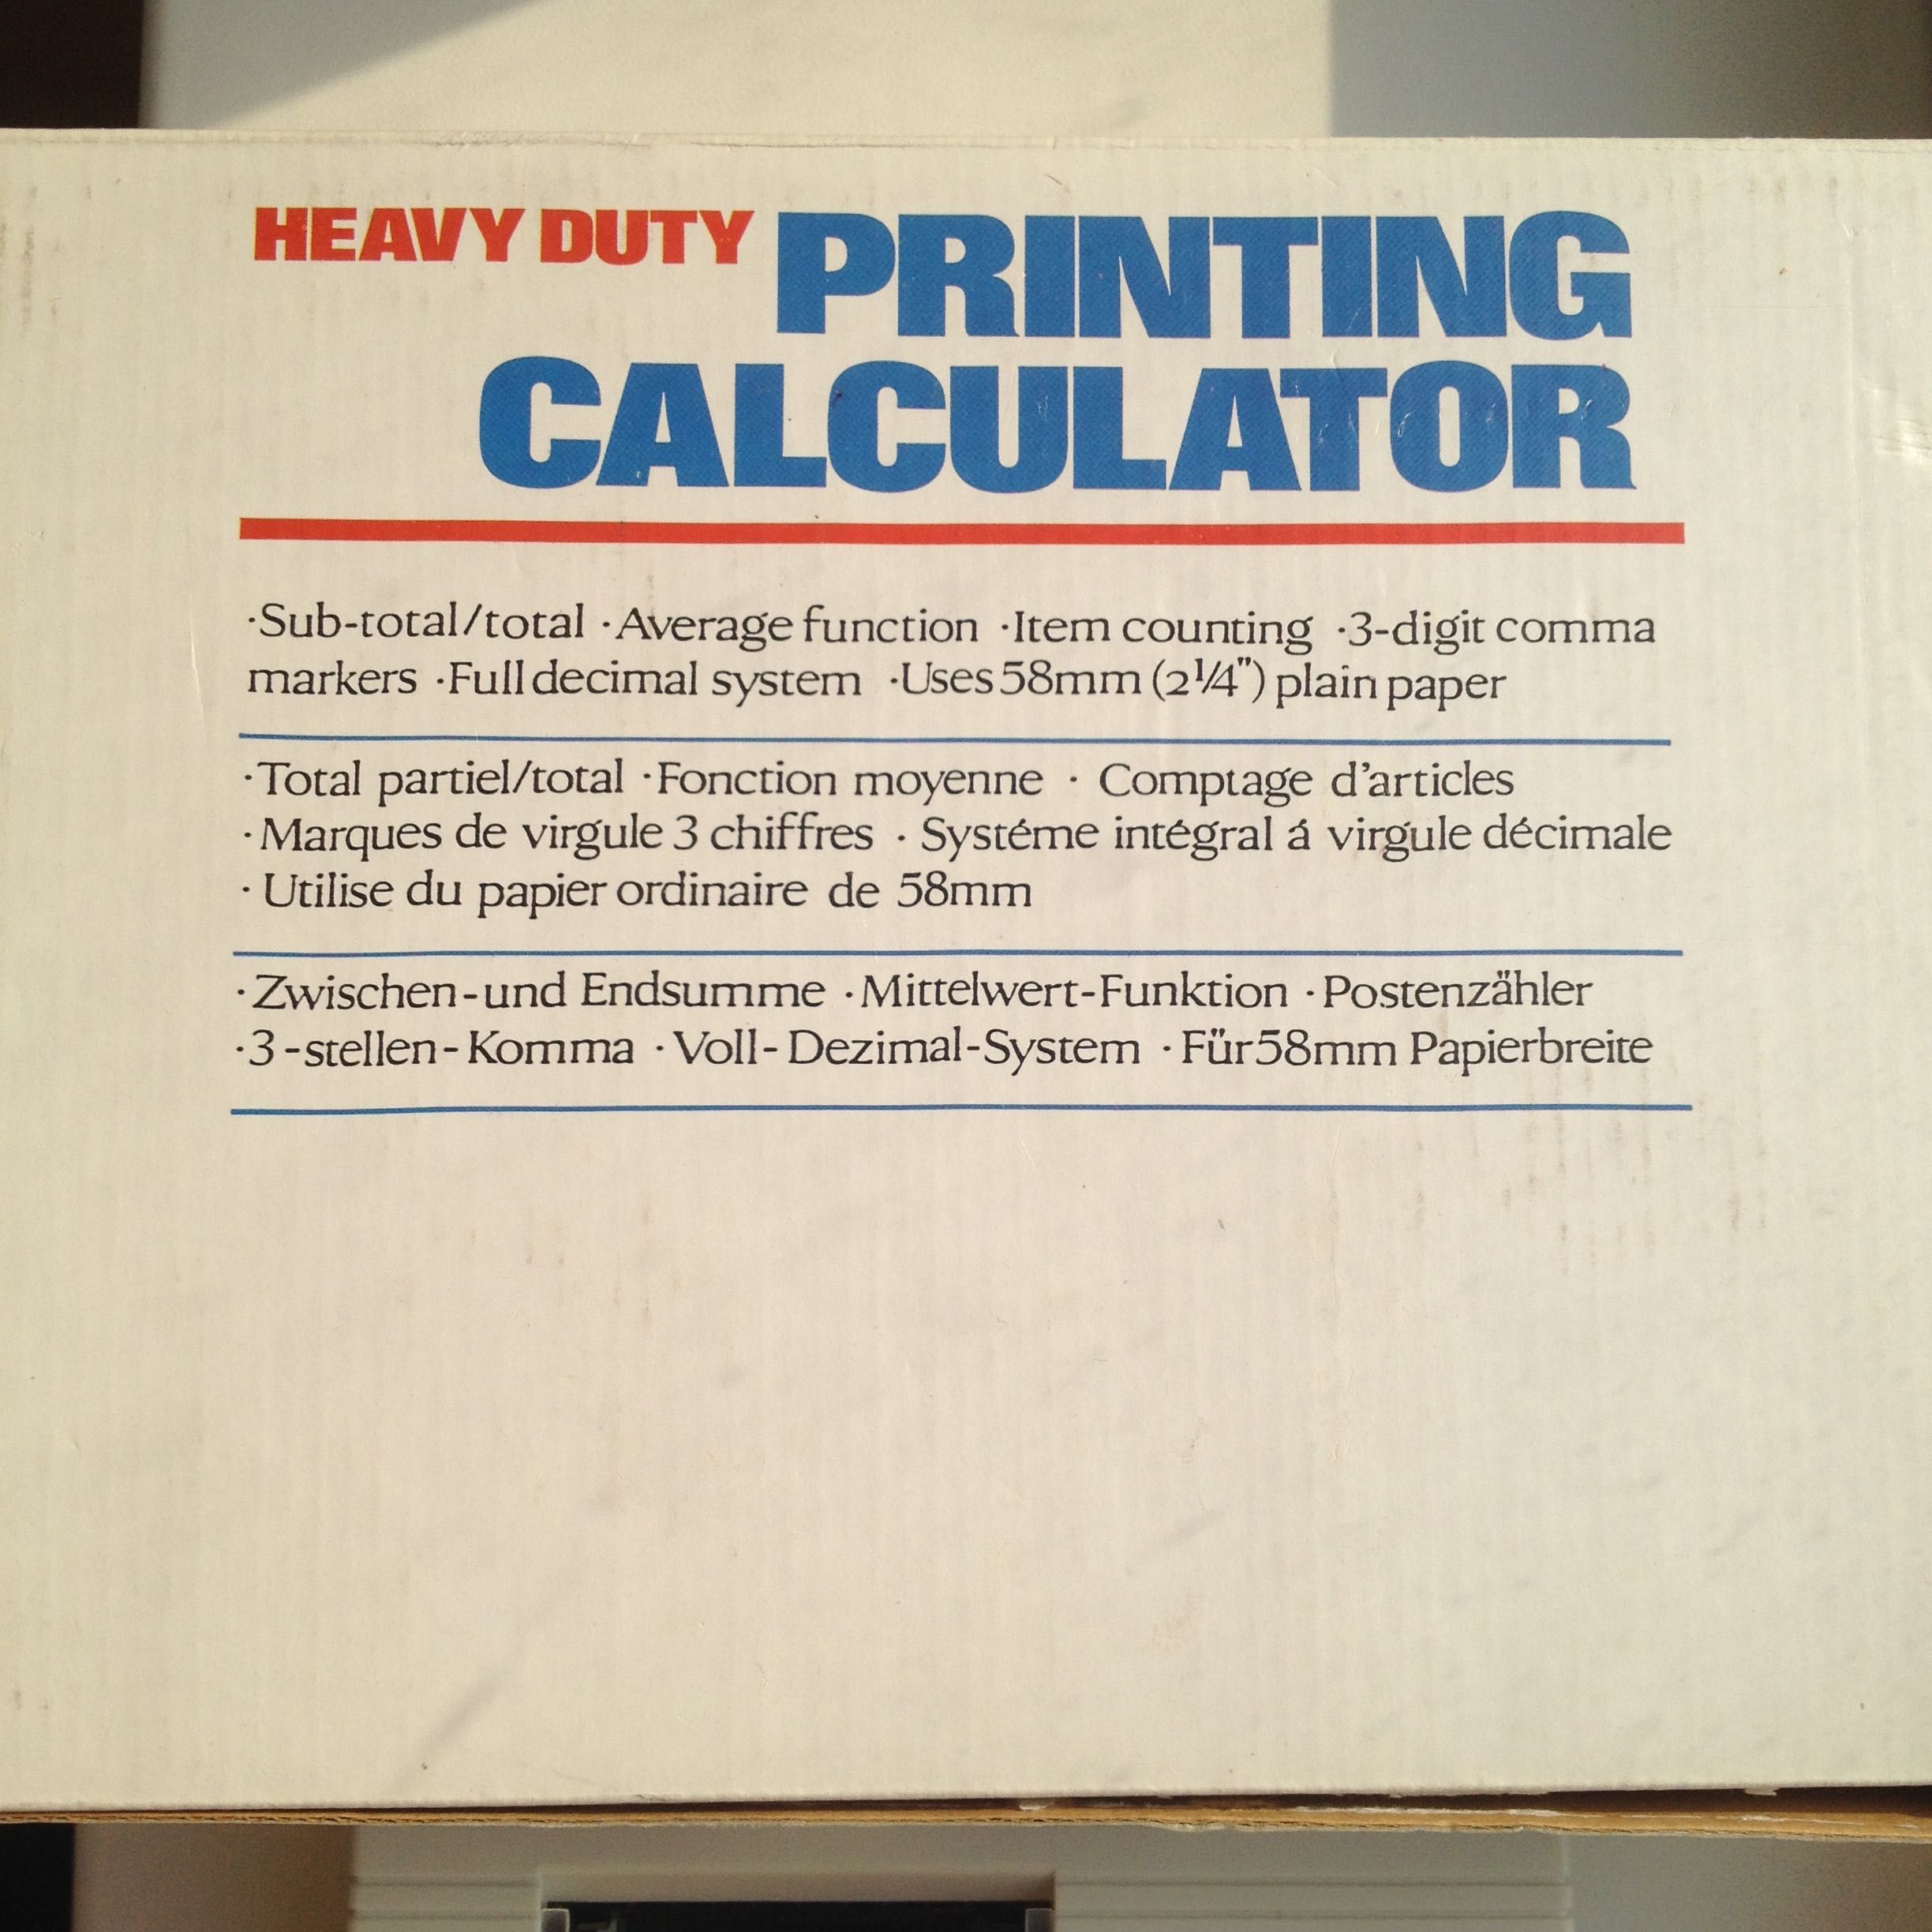 HEAVY DUTY PRINTING
CALCULATOR
·Sub-total/total ·Average function ·Item counting ·3-digit comma
markers ·Full decimal system ·Uses 58mm (2¼") plain paper
·Total partiel/total ·Fonction moyenne · Comptage d'articles
·Marques de virgule 3 chiffres · Systéme intégral á virgule décimale
· Utilise du papier ordinaire de 58mm
·Zwischen-und Endsumme ·Mittelwert-Funktion ·Postenzähler
·3-stellen-Komma ·Voll-Dezimal-System ·Für 58mm Papierbreite